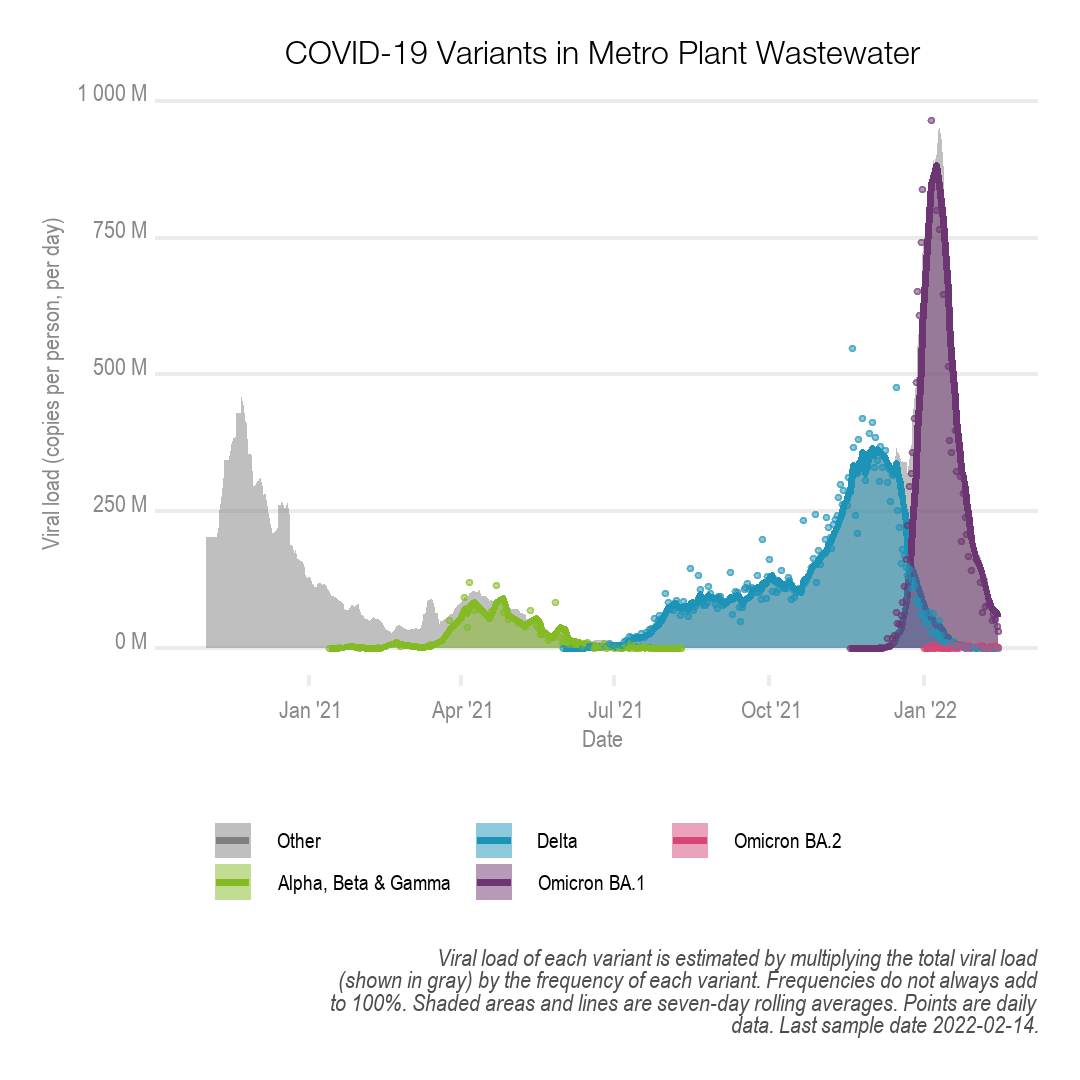 COVID-19 Variants in Metro Plant Wastewater
1 000 M
750 M
500 M
250 M
0 M
Viral load (copies per person, per day)
Jan '21
Apr '21
Jul '21
Oct '21
Jan '22
Date
Other
Delta
Omicron BA.2
Alpha, Beta & Gamma
Omicron BA.1
Viral load of each variant is estimated by multiplying the total viral load
(shown in gray) by the frequency of each variant. Frequencies do not always add
to 100%. Shaded areas and lines are seven-day rolling averages. Points are daily
data. Last sample date 2022-02-14.